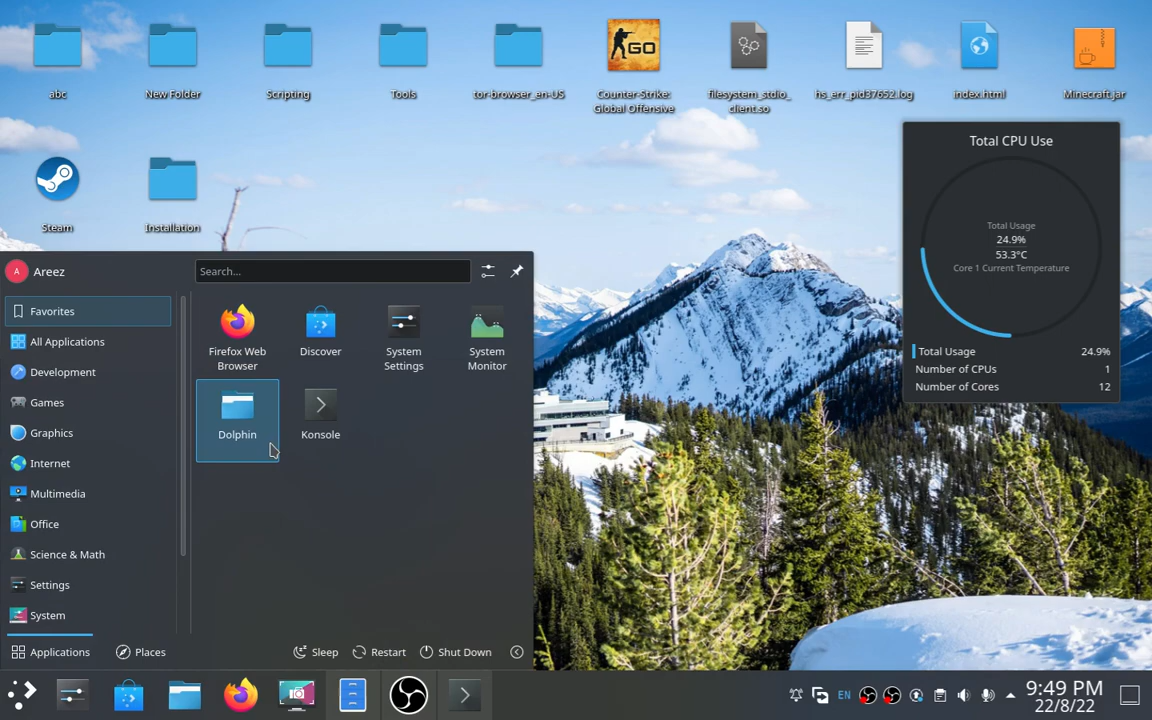 abc
New Folder
Scripting
Tools
tor-browser_en-US
Counter-Strike:
Global Offensive
filesystem_stdio_
client.so
hs_err_pid37652.log
index.html
Minecraft.jar
GO
Steam
Installation
Total CPU Use
Total Usage
24.9%
53.3°C
Core 1 Current Temperature
Total Usage 24.9%
Number of CPUs 1
Number of Cores 12
A Areez
Search...
Favorites
All Applications
Development
Games
Graphics
Internet
Multimedia
Office
Science & Math
Settings
System
Firefox Web
Browser
Discover
System
Settings
System
Monitor
Dolphin
Konsole
Applications
Places
Sleep
Restart
Shut Down
EN
9:49 PM
22/8/22